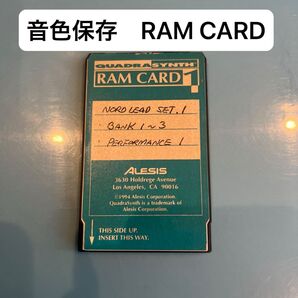 音色保存　RAM CARD
QUADRASYNTH
RAM CARD 1
NORD LEAD SET. 1
BANK 1~3
PERFORMANCE 1
ALESIS
3630 Holdrege Avenue
Los Angeles, CA 90016
©1994 Alesis Corporation.
QuadraSynth is a trademark of
Alesis Corporation.
THIS SIDE UP.
INSERT THIS WAY.